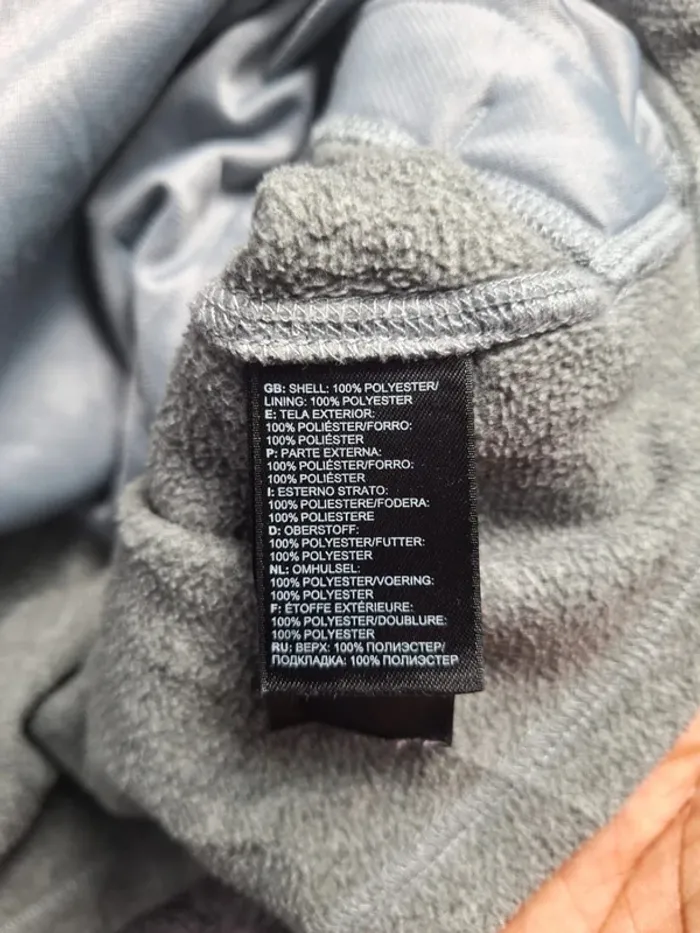 GB: SHELL: 100% POLYESTER/
LINING: 100% POLYESTER
E: TELA EXTERIOR:
100% POLIÉSTER/FORRO:
100% POLIÉSTER
P: PARTE EXTERNA:
100% POLIÉSTER/FORRO:
100% POLIÉSTER
I: ESTERNO STRATO:
100% POLIESTERE/FODERA:
100% POLIESTERE
D: OBERSTOFF:
100% POLYESTER/FUTTER:
100% POLYESTER
NL: OMHULSEL:
100% POLYESTER/VOERING:
100% POLYESTER
F: ÉTOFFE EXTÉRIEURE:
100% POLYESTER/DOUBLURE:
100% POLYESTER
RU: ВЕРХ: 100% ПОЛИЭСТЕР/
ПОДКЛАДКА: 100% ПОЛИЭСТЕР